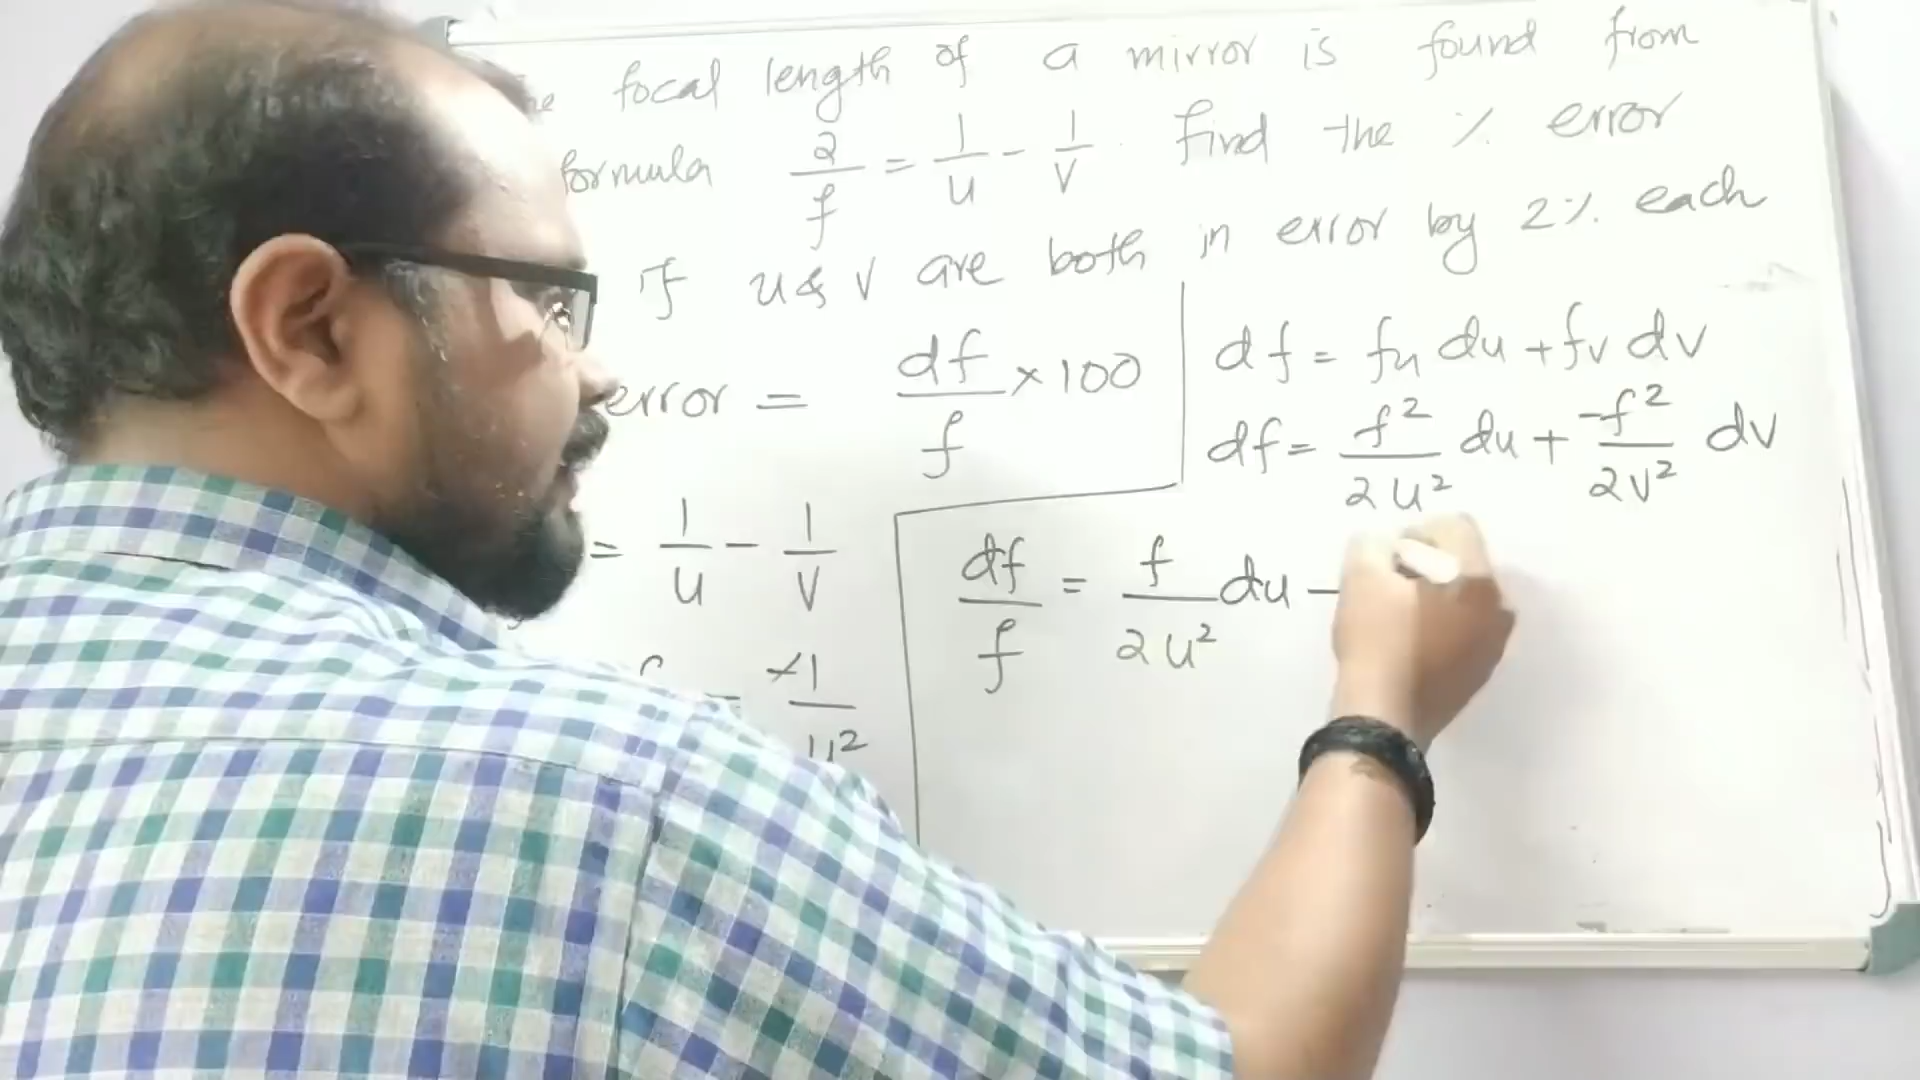 focal length of a mirror is found from
formula 2/f = 1/u - 1/v . find the % error
if u & v are both in error by 2% each
error = df/f × 100
df = fu du + fv dv
df = f²/2u² du + -f²/2v² dv
= 1/u - 1/v
df/f = f/2u² du -
= -1/u²